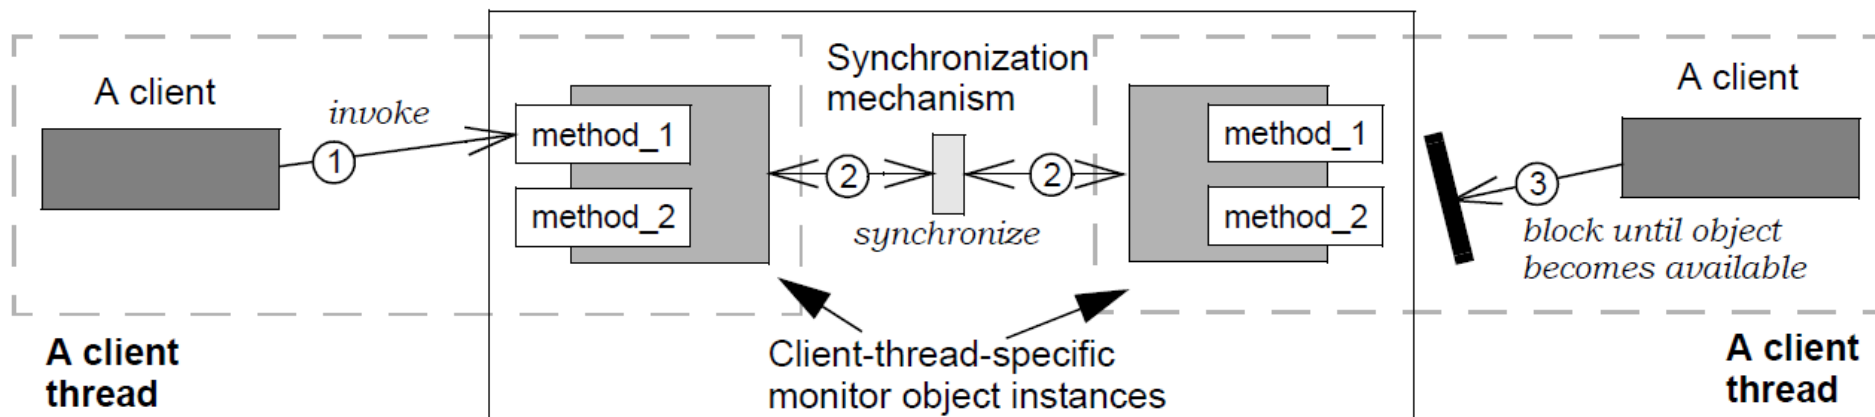 A client
invoke
1
method_1
method_2
2
Synchronization
mechanism
2
synchronize
method_1
method_2
A client
3
block until object
becomes available
A client
thread
Client-thread-specific
monitor object instances
A client
thread